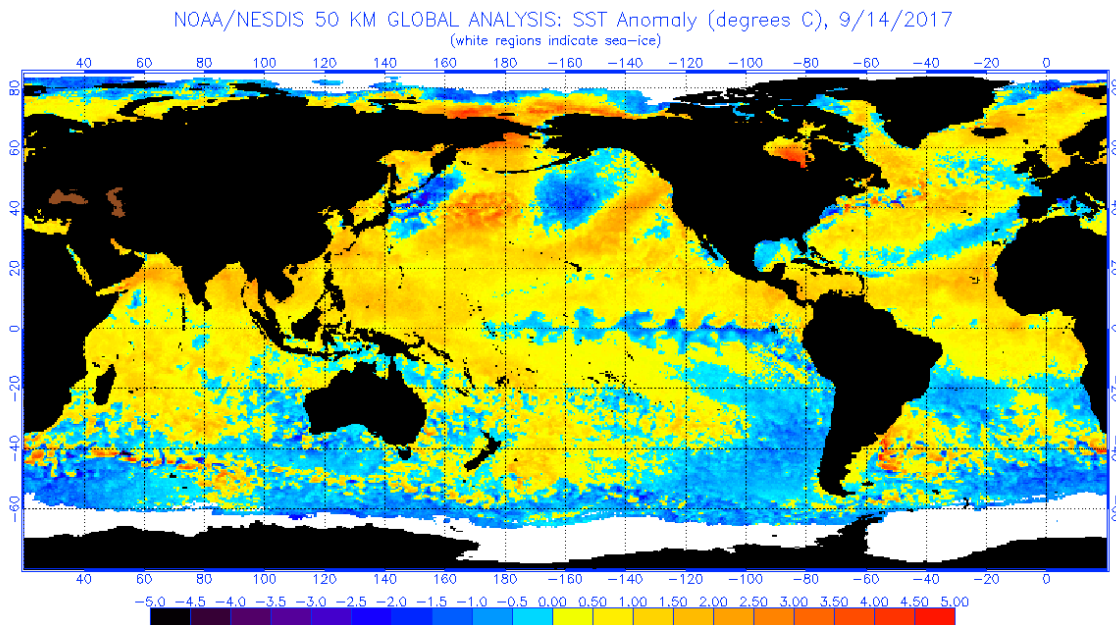 NOAA/NESDIS 50 KM GLOBAL ANALYSIS: SST Anomaly (degrees C), 9/14/2017
(white regions indicate sea-ice)
40 60 80 100 120 140 160 180 -160 -140 -120 -100 -80 -60 -40 -20 0
80
60
40
20
0
-20
-40
-60
40 60 80 100 120 140 160 180 -160 -140 -120 -100 -80 -60 -40 -20 0
-5.0 -4.5 -4.0 -3.5 -3.0 -2.5 -2.0 -1.5 -1.0 -0.5 0.00 0.50 1.00 1.50 2.00 2.50 3.00 3.50 4.00 4.50 5.00